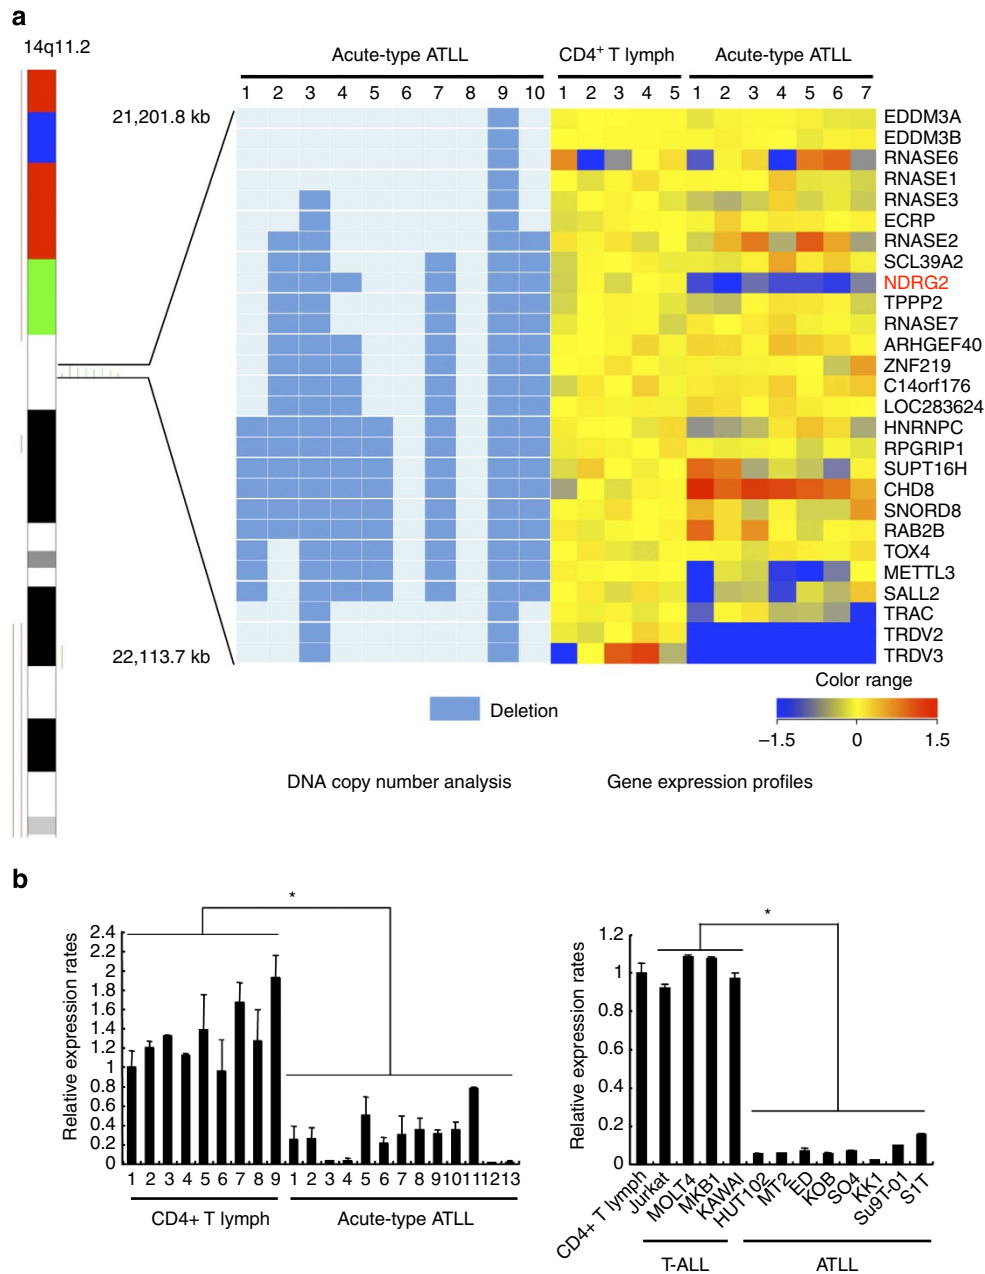 a
14q11.2
Acute-type ATLL
CD4+ T lymph
Acute-type ATLL
1 2 3 4 5 6 7 8 9 10
1 2 3 4 5
1 2 3 4 5 6 7
21,201.8 kb
22,113.7 kb
EDDM3A
EDDM3B
RNASE6
RNASE1
RNASE3
ECRP
RNASE2
SCL39A2
NDRG2
TPPP2
RNASE7
ARHGEF40
ZNF219
C14orf176
LOC283624
HNRNPC
RPGRIP1
SUPT16H
CHD8
SNORD8
RAB2B
TOX4
METTL3
SALL2
TRAC
TRDV2
TRDV3
Deletion
Color range
–1.5 0 1.5
DNA copy number analysis
Gene expression profiles
b
*
Relative expression rates
2.4
2.2
2
1.8
1.6
1.4
1.2
1
0.8
0.6
0.4
0.2
0
1 2 3 4 5 6 7 8 9 1 2 3 4 5 6 7 8 9 10 11 12 13
CD4+ T lymph
Acute-type ATLL
*
Relative expression rates
1.2
1
0.8
0.6
0.4
0.2
0
CD4+ T lymph
Jurkat
MOLT4
MKB1
KAWAI
HUT102
MT2
ED
KOB
SO4
KK1
Su9T-01
S1T
T-ALL
ATLL